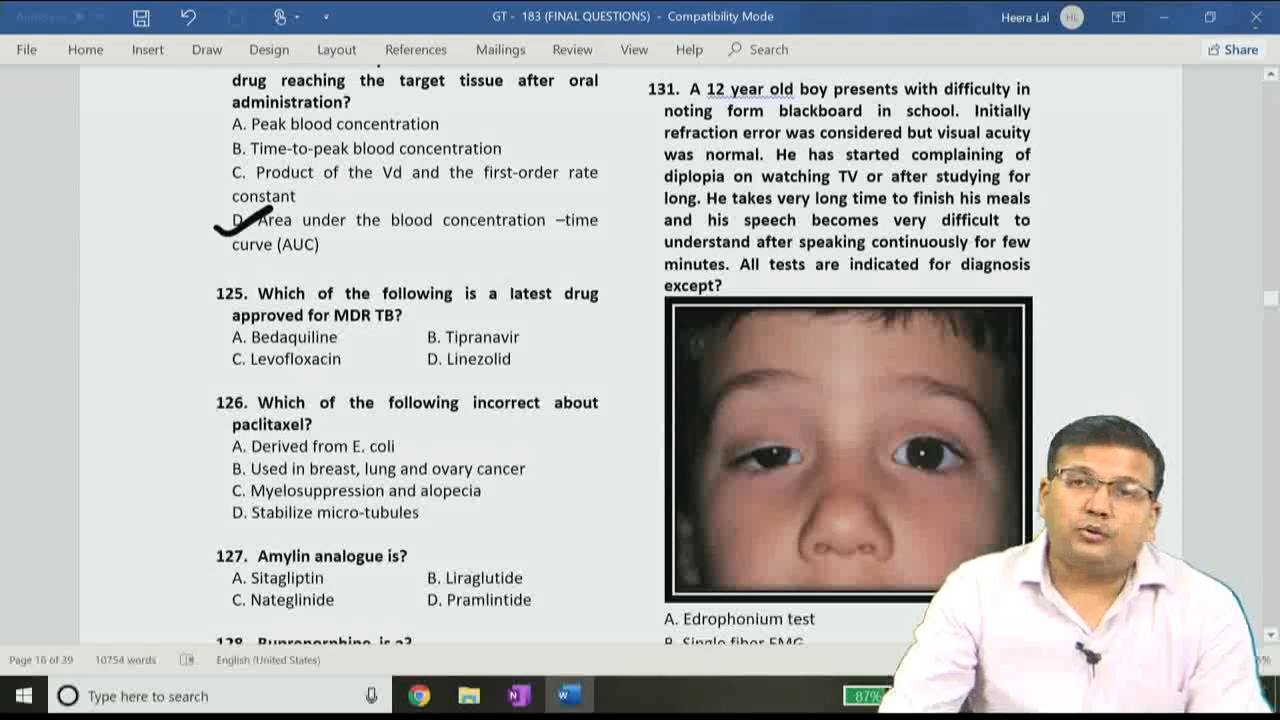 GT - 183 (FINAL QUESTIONS) - Compatibility Mode
Heera Lal
HL
File Home Insert Draw Design Layout References Mailings Review View Help Search
Share
drug reaching the target tissue after oral
administration?
A. Peak blood concentration
B. Time-to-peak blood concentration
C. Product of the Vd and the first-order rate
constant
D. Area under the blood concentration –time
curve (AUC)
125. Which of the following is a latest drug
approved for MDR TB?
A. Bedaquiline B. Tipranavir
C. Levofloxacin D. Linezolid
126. Which of the following incorrect about
paclitaxel?
A. Derived from E. coli
B. Used in breast, lung and ovary cancer
C. Myelosuppression and alopecia
D. Stabilize micro-tubules
127. Amylin analogue is?
A. Sitagliptin B. Liraglutide
C. Nateglinide D. Pramlintide
128. Buprenorphine is a?
131. A 12 year old boy presents with difficulty in
noting form blackboard in school. Initially
refraction error was considered but visual acuity
was normal. He has started complaining of
diplopia on watching TV or after studying for
long. He takes very long time to finish his meals
and his speech becomes very difficult to
understand after speaking continuously for few
minutes. All tests are indicated for diagnosis
except?
A. Edrophonium test
B. Single fiber EMG
Page 16 of 39 10754 words English (United States)
Type here to search
87%